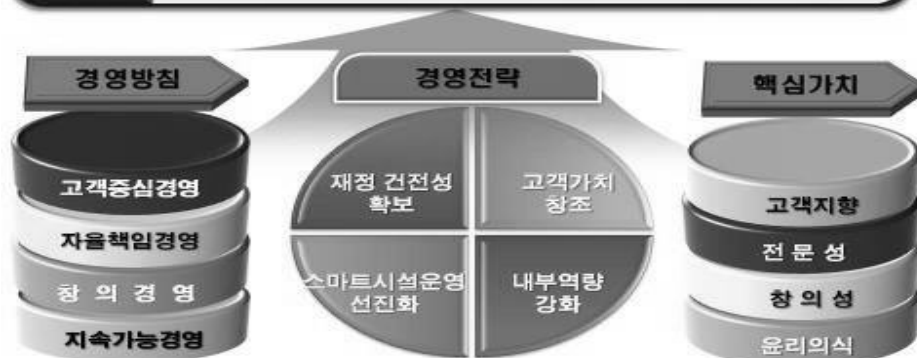 경영방침
고객중심경영
자율책임경영
창 의 경 영
지속가능경영
경영전략
재정 건전성
확보
고객가치
창조
스마트시설운영
선진화
내부역량
강화
핵심가치
고객지향
전 문 성
창 의 성
윤리의식